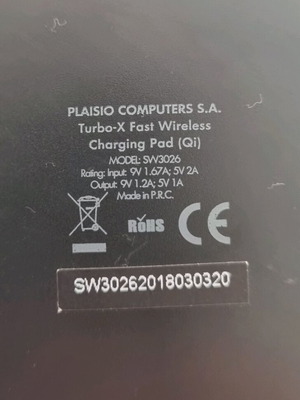 PLAISIO COMPUTERS S.A.
Turbo-X Fast Wireless
Charging Pad (Qi)
MODEL: SW3026
Rating: Input: 9V 1.67A; 5V 2A
Output: 9V 1.2A; 5V 1A
Made in P.R.C.
RoHS CE
SW30262018030320